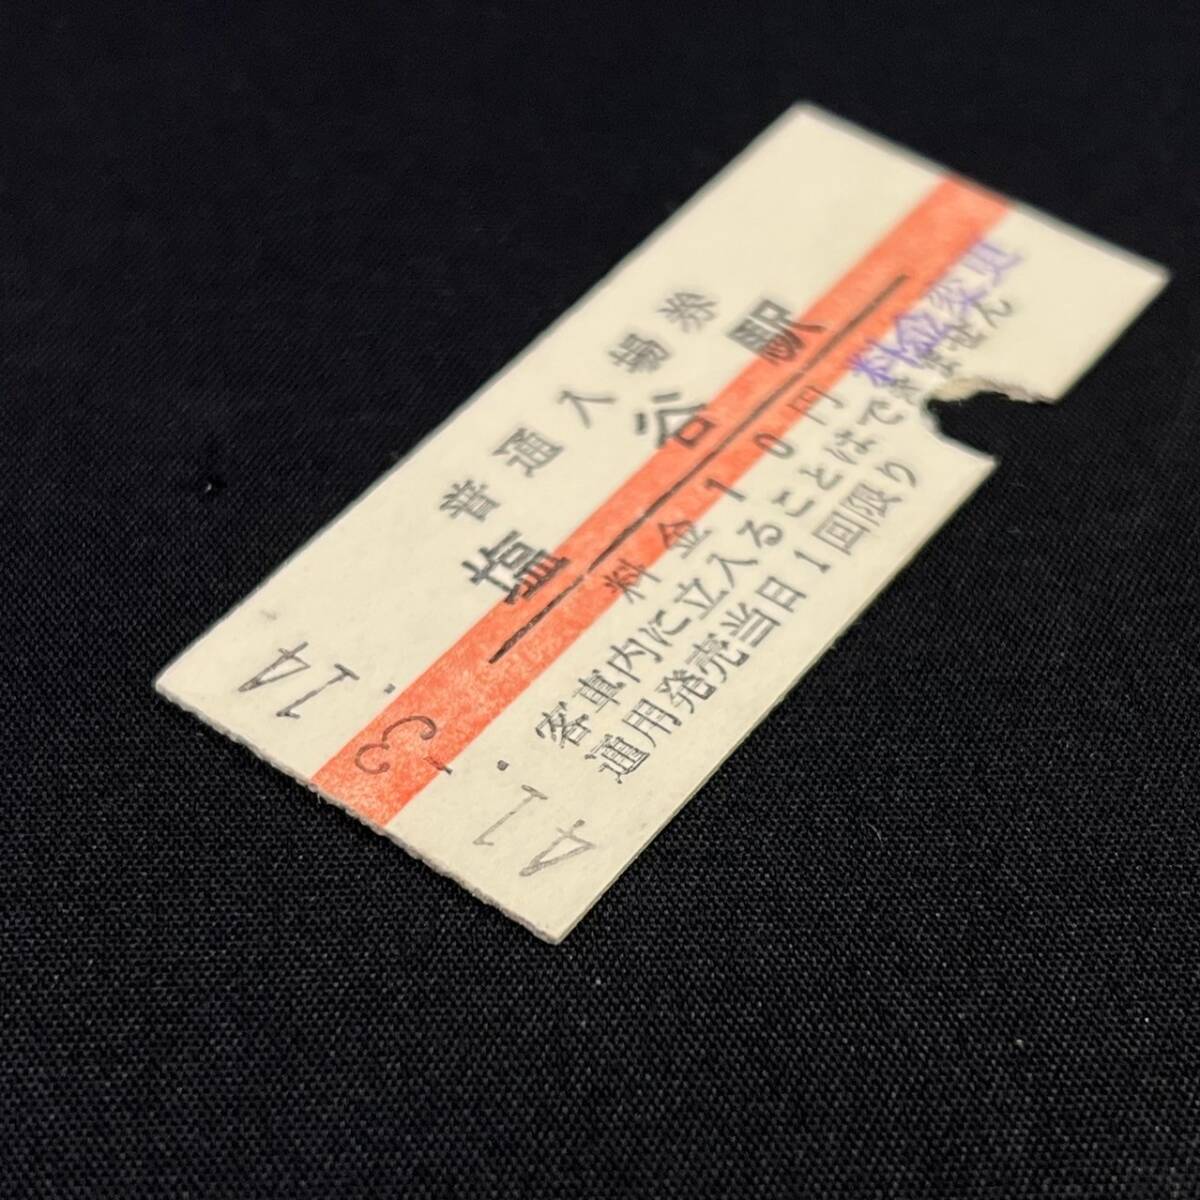 41.3.14
普通入場券
塩谷駅
料金10円
料金変更
客車内に立入ることはできません
通用発売当日1回限り